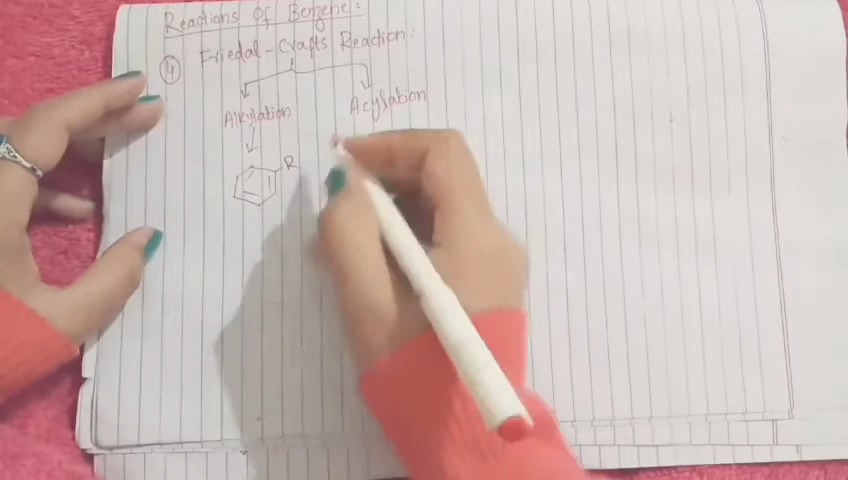 Reactions Of Benzene:
④ Friedal-Crafts Reaction:
Alkylation Acylation
R